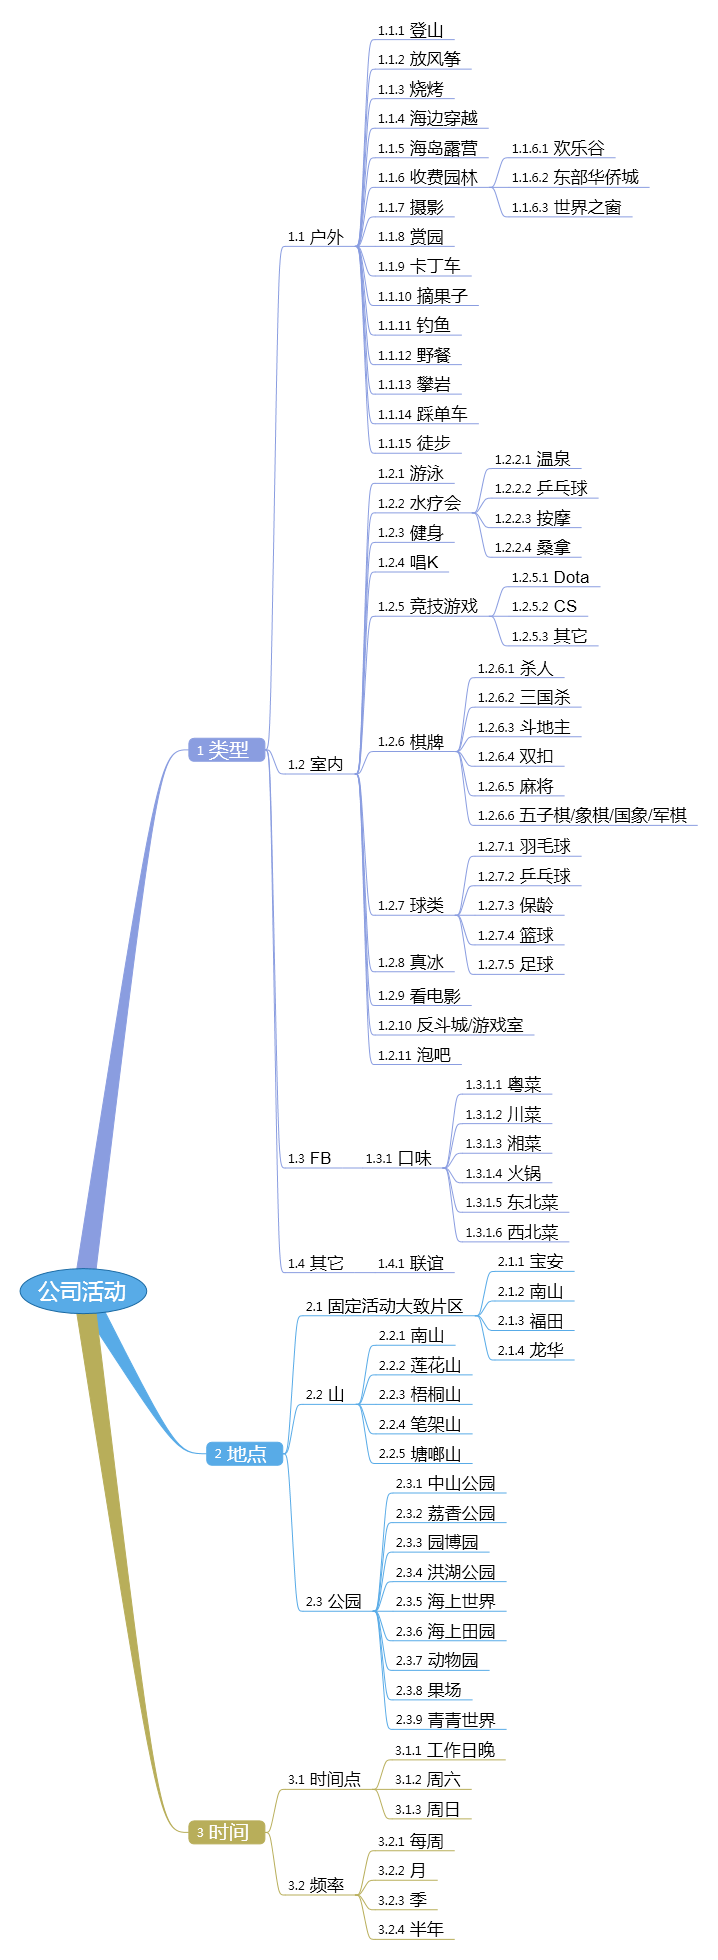 公司活动
1 类型
1.1 户外
1.1.1 登山
1.1.2 放风筝
1.1.3 烧烤
1.1.4 海边穿越
1.1.5 海岛露营
1.1.6 收费园林
1.1.6.1 欢乐谷
1.1.6.2 东部华侨城
1.1.6.3 世界之窗
1.1.7 摄影
1.1.8 赏园
1.1.9 卡丁车
1.1.10 摘果子
1.1.11 钓鱼
1.1.12 野餐
1.1.13 攀岩
1.1.14 踩单车
1.1.15 徒步
1.2 室内
1.2.1 游泳
1.2.2 水疗会
1.2.2.1 温泉
1.2.2.2 乒乓球
1.2.2.3 按摩
1.2.2.4 桑拿
1.2.3 健身
1.2.4 唱K
1.2.5 竞技游戏
1.2.5.1 Dota
1.2.5.2 CS
1.2.5.3 其它
1.2.6 棋牌
1.2.6.1 杀人
1.2.6.2 三国杀
1.2.6.3 斗地主
1.2.6.4 双扣
1.2.6.5 麻将
1.2.6.6 五子棋/象棋/国象/军棋
1.2.7 球类
1.2.7.1 羽毛球
1.2.7.2 乒乓球
1.2.7.3 保龄
1.2.7.4 篮球
1.2.7.5 足球
1.2.8 真冰
1.2.9 看电影
1.2.10 反斗城/游戏室
1.2.11 泡吧
1.3 FB
1.3.1 口味
1.3.1.1 粤菜
1.3.1.2 川菜
1.3.1.3 湘菜
1.3.1.4 火锅
1.3.1.5 东北菜
1.3.1.6 西北菜
1.4 其它
1.4.1 联谊
2 地点
2.1 固定活动大致片区
2.1.1 宝安
2.1.2 南山
2.1.3 福田
2.1.4 龙华
2.2 山
2.2.1 南山
2.2.2 莲花山
2.2.3 梧桐山
2.2.4 笔架山
2.2.5 塘啷山
2.3 公园
2.3.1 中山公园
2.3.2 荔香公园
2.3.3 园博园
2.3.4 洪湖公园
2.3.5 海上世界
2.3.6 海上田园
2.3.7 动物园
2.3.8 果场
2.3.9 青青世界
3 时间
3.1 时间点
3.1.1 工作日晚
3.1.2 周六
3.1.3 周日
3.2 频率
3.2.1 每周
3.2.2 月
3.2.3 季
3.2.4 半年